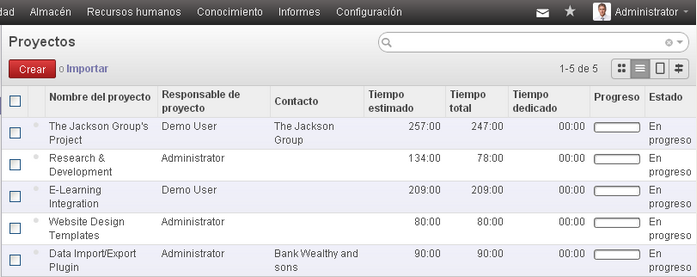 dad Almacén Recursos humanos Conocimiento Informes Configuración Administrator
Proyectos
Crear o Importar 1-5 de 5
Nombre del proyecto Responsable de proyecto Contacto Tiempo estimado Tiempo total Tiempo dedicado Progreso Estado
The Jackson Group's Project Demo User The Jackson Group 257:00 247:00 00:00 En progreso
Research & Development Administrator 134:00 78:00 00:00 En progreso
E-Learning Integration Demo User 209:00 209:00 00:00 En progreso
Website Design Templates Administrator 80:00 80:00 00:00 En progreso
Data Import/Export Plugin Administrator Bank Wealthy and sons 90:00 90:00 00:00 En progreso